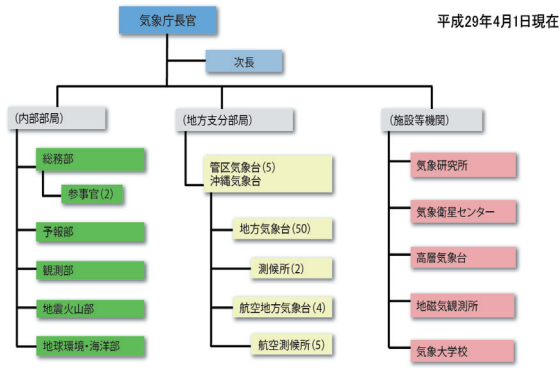 気象庁長官
平成29年4月1日現在
次長
(内部部局)
総務部
参事官(2)
予報部
観測部
地震火山部
地球環境・海洋部
(地方支分部局)
管区気象台(5)
沖縄気象台
地方気象台(50)
測候所(2)
航空地方気象台(4)
航空測候所(5)
(施設等機関)
気象研究所
気象衛星センター
高層気象台
地磁気観測所
気象大学校